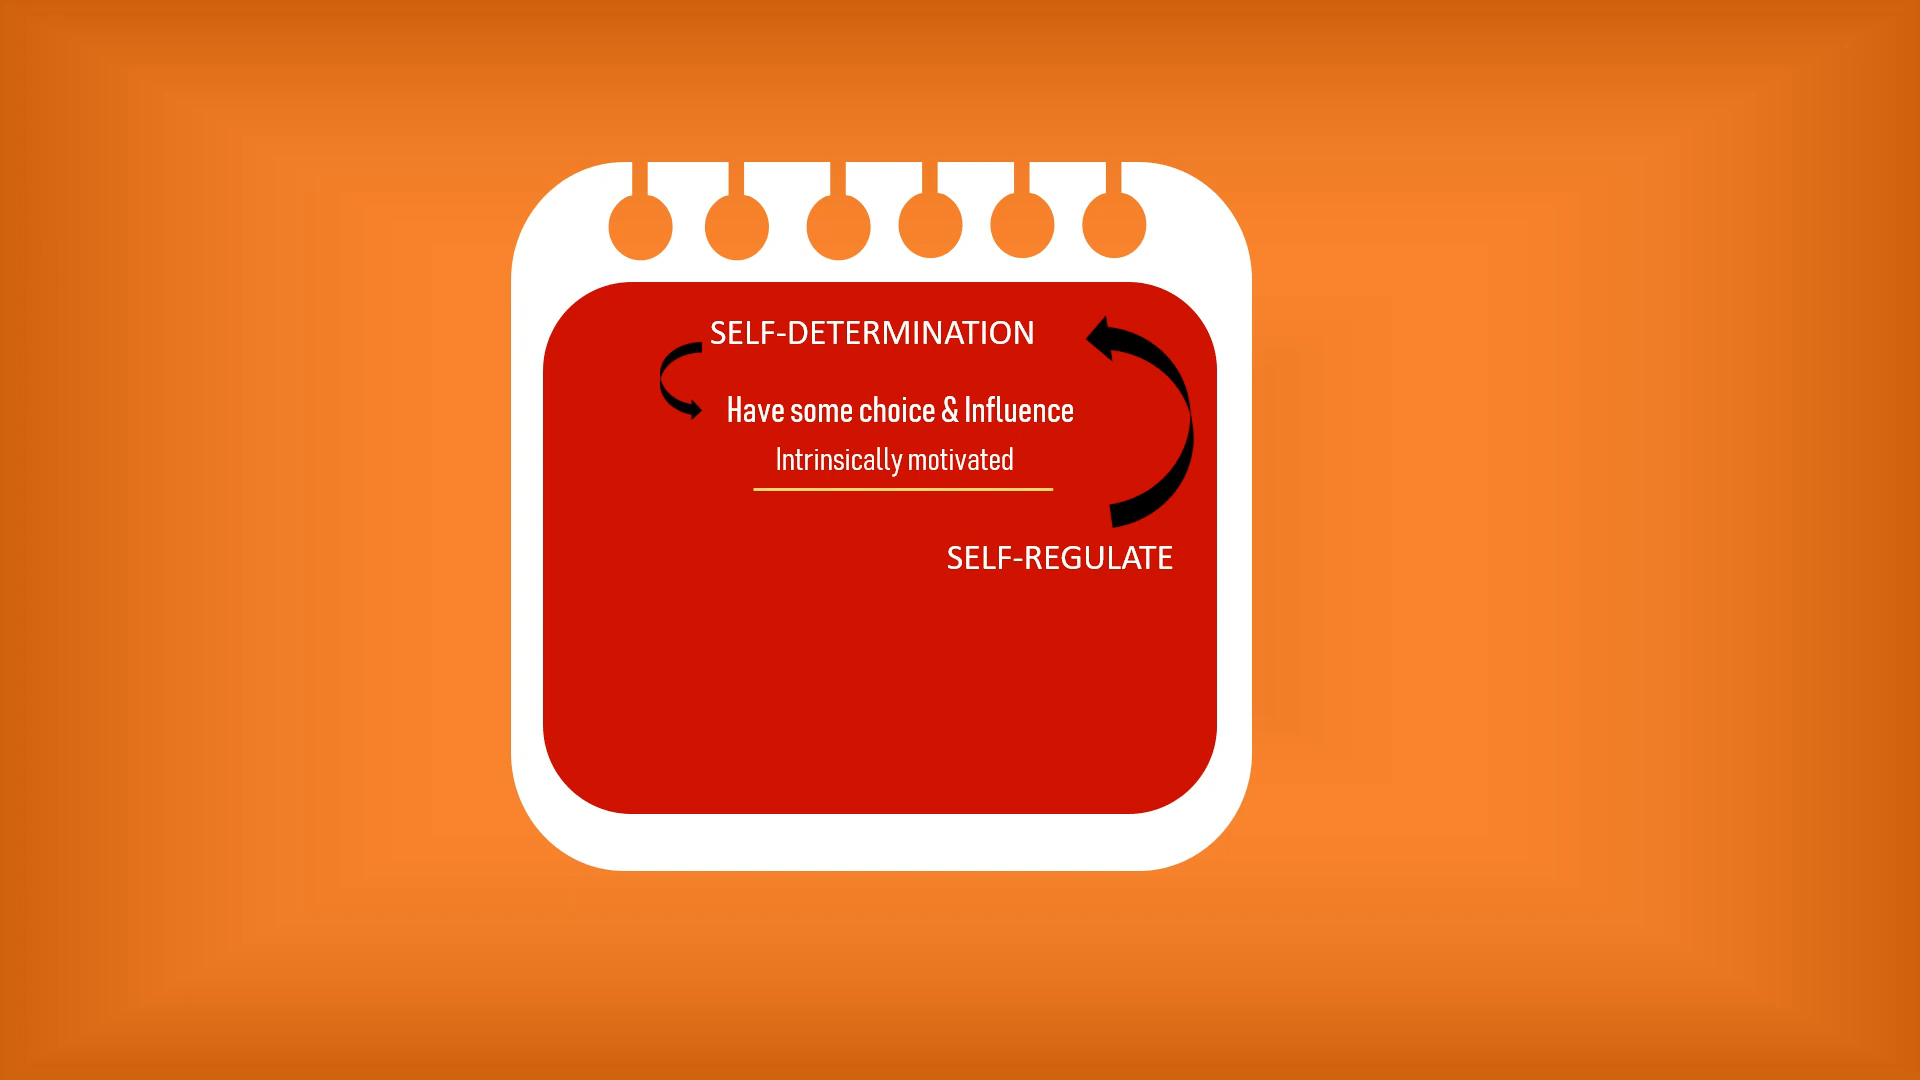 SELF-DETERMINATION
Have some choice & Influence
Intrinsically motivated
SELF-REGULATE